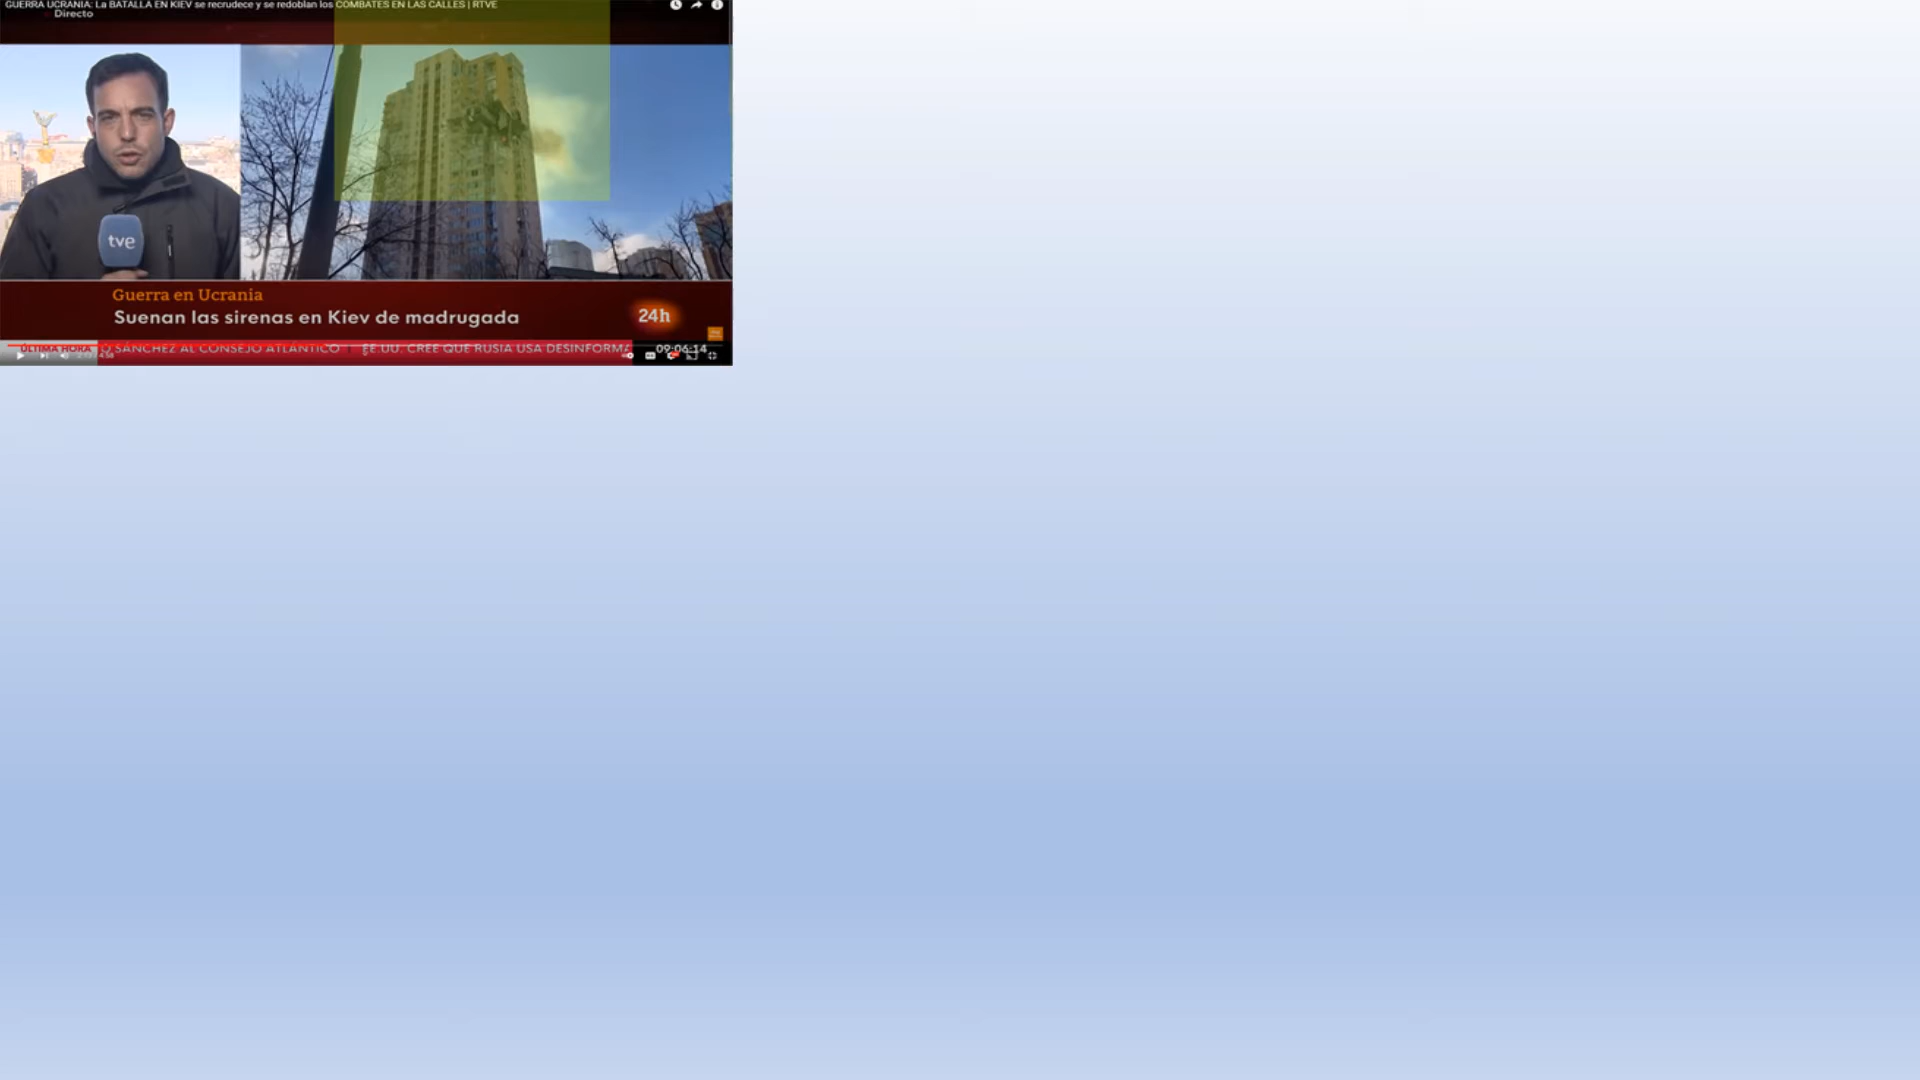 GUERRA UCRANIA: La BATALLA EN KIEV se recrudece y se redoblan los COMBATES EN LAS CALLES | RTVE
Directo
tve
Guerra en Ucrania
Suenan las sirenas en Kiev de madrugada
24h
ÚLTIMA HORA O SÁNCHEZ AL CONSEJO ATLÁNTICO | EE.UU. CREE QUE RUSIA USA DESINFORMA 09:06:14